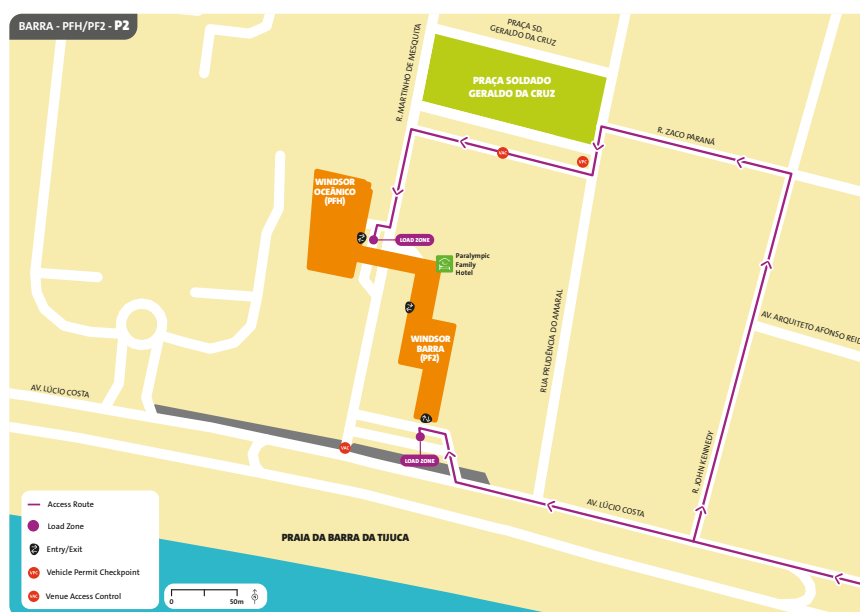 BARRA - PFH/PF2 - P2
PRAÇA SD.
GERALDO DA CRUZ
R. MARTINHO DE MESQUITA
PRAÇA SOLDADO
GERALDO DA CRUZ
R. ZACO PARANÁ
VAC
VPC
WINDSOR
OCEÂNICO
(PFH)
LOAD ZONE
Paralympic
Family
Hotel
RUA PRUDÊNCIA DO AMARAL
AV. ARQUITETO AFONSO REID
WINDSOR
BARRA
(PF2)
AV. LÚCIO COSTA
VAC
LOAD ZONE
R. JOHN KENNEDY
AV. LÚCIO COSTA
PRAIA DA BARRA DA TIJUCA
Access Route
Load Zone
Entry/Exit
VPC Vehicle Permit Checkpoint
VAC Venue Access Control
0 50m